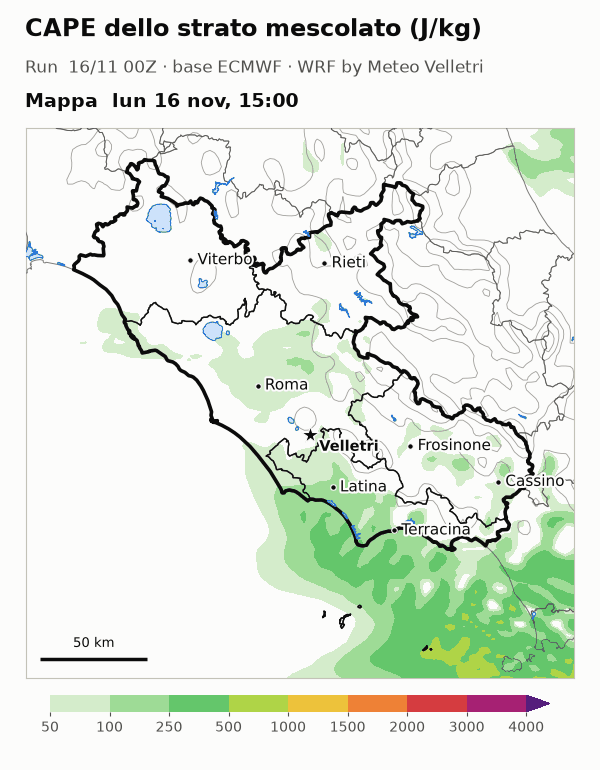 CAPE dello strato mescolato (J/kg)
Run 16/11 00Z · base ECMWF · WRF by Meteo Velletri
Mappa lun 16 nov, 15:00
Viterbo
Rieti
Roma
Velletri
Frosinone
Latina
Cassino
Terracina
50 km
50 100 250 500 1000 1500 2000 3000 4000